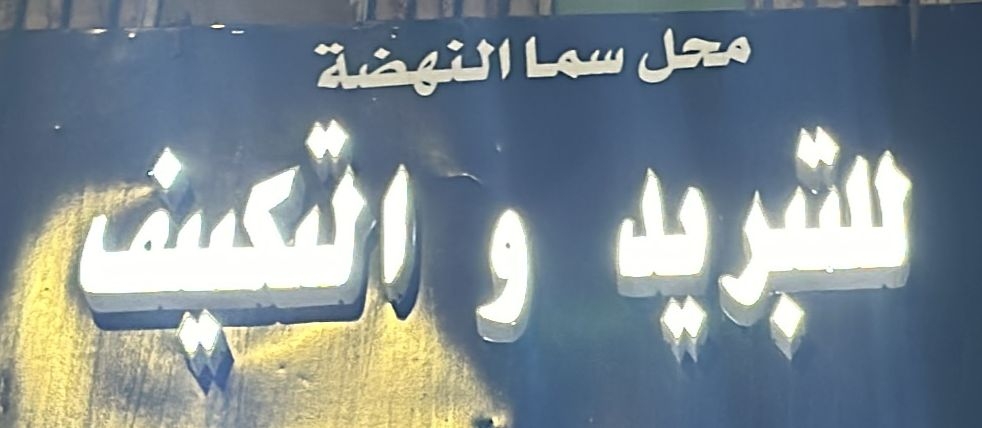 محل سما النهضة
للتبريد و التكييف